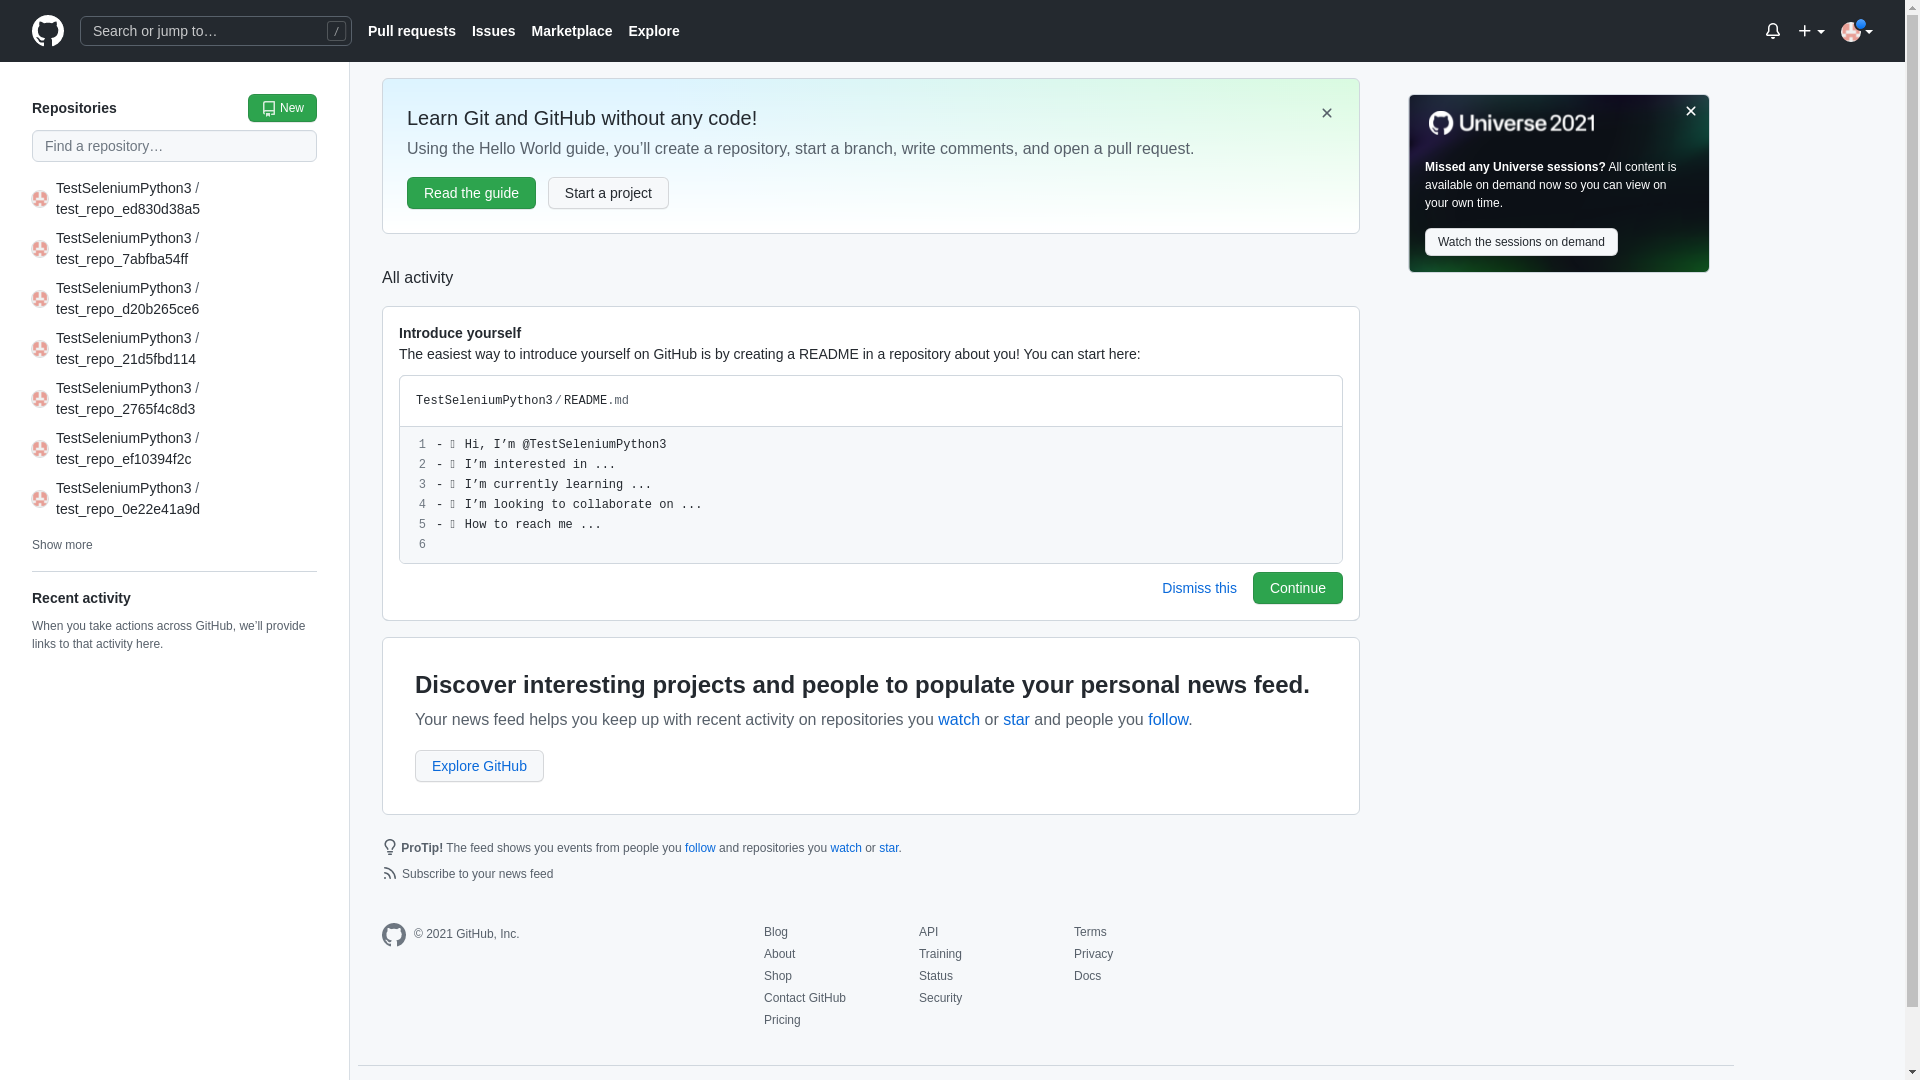 Search or jump to…
/
Pull requests
Issues
Marketplace
Explore
Repositories
New
Find a repository…
TestSeleniumPython3 /
test_repo_ed830d38a5
TestSeleniumPython3 /
test_repo_7abfba54ff
TestSeleniumPython3 /
test_repo_d20b265ce6
TestSeleniumPython3 /
test_repo_21d5fbd114
TestSeleniumPython3 /
test_repo_2765f4c8d3
TestSeleniumPython3 /
test_repo_ef10394f2c
TestSeleniumPython3 /
test_repo_0e22e41a9d
Show more
Recent activity
When you take actions across GitHub, we’ll provide
links to that activity here.
Learn Git and GitHub without any code!
Using the Hello World guide, you’ll create a repository, start a branch, write comments, and open a pull request.
Read the guide
Start a project
All activity
Introduce yourself
The easiest way to introduce yourself on GitHub is by creating a README in a repository about you! You can start here:
TestSeleniumPython3 / README.md
1 - Hi, I’m @TestSeleniumPython3
2 - I’m interested in ...
3 - I’m currently learning ...
4 - I’m looking to collaborate on ...
5 - How to reach me ...
6
Dismiss this
Continue
Discover interesting projects and people to populate your personal news feed.
Your news feed helps you keep up with recent activity on repositories you watch or star and people you follow.
Explore GitHub
ProTip! The feed shows you events from people you follow and repositories you watch or star.
Subscribe to your news feed
Universe 2021
Missed any Universe sessions? All content is
available on demand now so you can view on
your own time.
Watch the sessions on demand
© 2021 GitHub, Inc.
Blog
About
Shop
Contact GitHub
Pricing
API
Training
Status
Security
Terms
Privacy
Docs